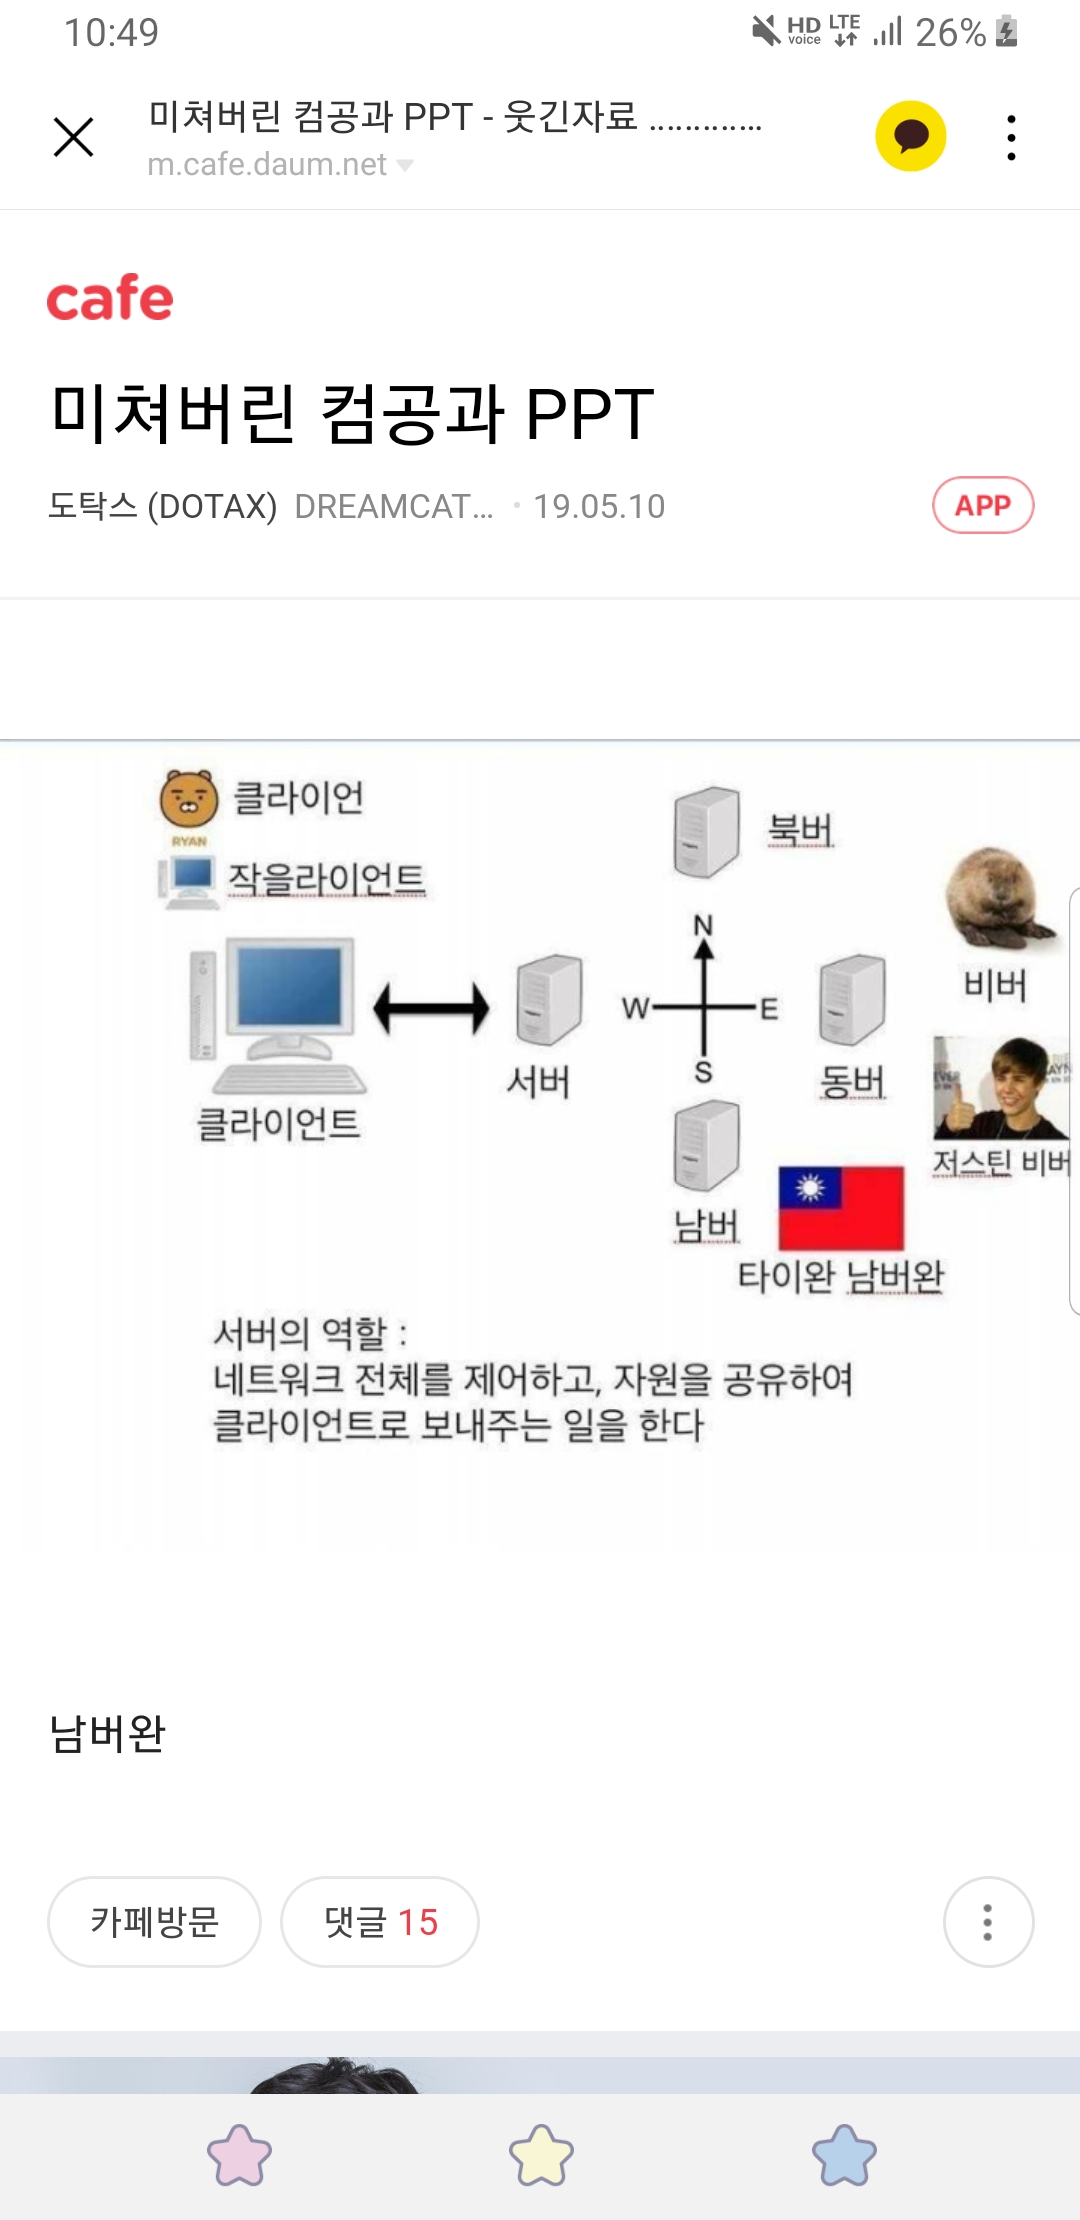 10:49
HD voice LTE 26%
미쳐버린 컴공과 PPT - 웃긴자료 ............
m.cafe.daum.net
cafe
미쳐버린 컴공과 PPT
도탁스 (DOTAX) DREAMCAT... · 19.05.10
APP
클라이언
RYAN
작을라이언트
북버
N
비버
W E
S
서버
동버
클라이언트
EVER
저스틴 비버
남버
타이완 남버완
서버의 역할 :
네트워크 전체를 제어하고, 자원을 공유하여
클라이언트로 보내주는 일을 한다
남버완
카페방문
댓글 15